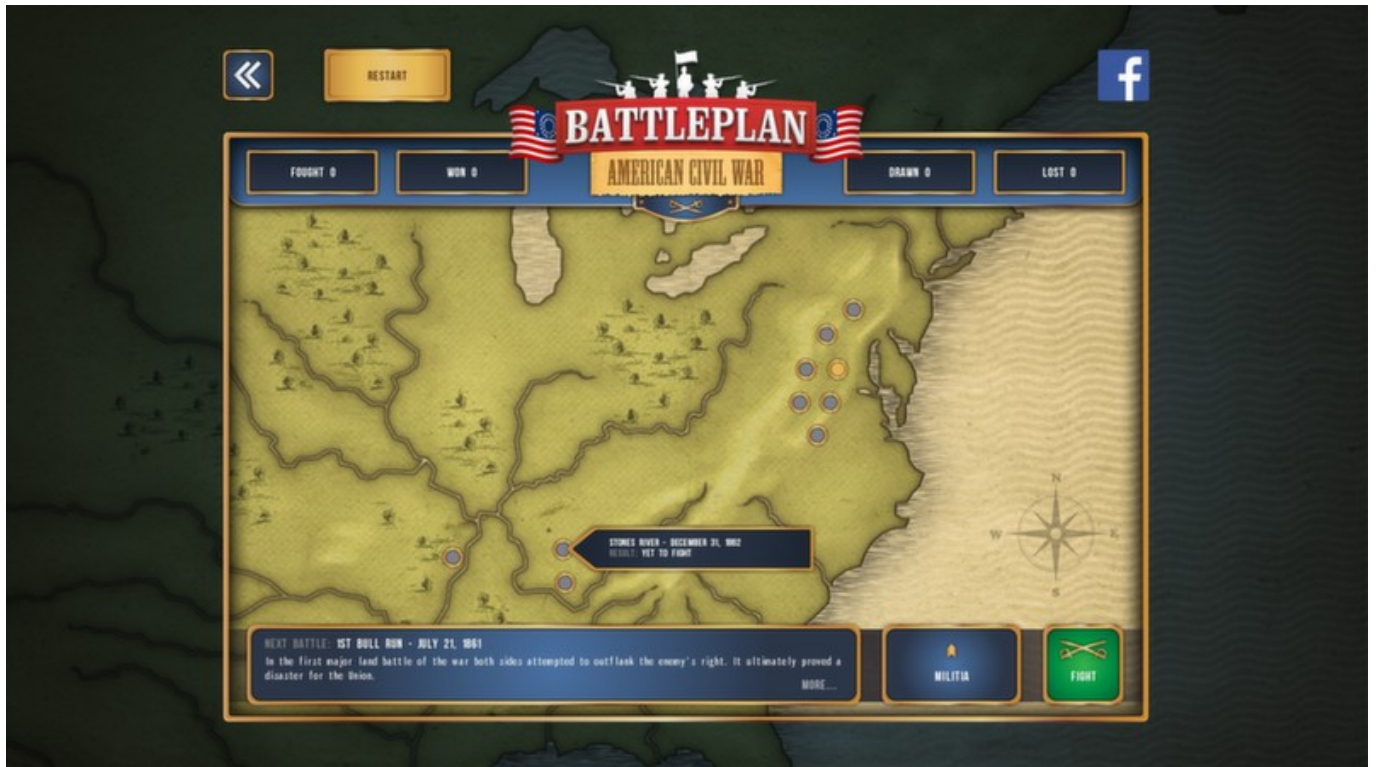 RESTART
f
BATTLEPLAN
AMERICAN CIVIL WAR
FOUGHT 0
WON 0
DRAWN 0
LOST 0
N
W
E
S
STONES RIVER - DECEMBER 31, 1862
RESULT: YET TO FIGHT
NEXT BATTLE: 1ST BULL RUN - JULY 21, 1861
In the first major land battle of the war both sides attempted to outflank the enemy's right. It ultimately proved a
disaster for the Union.
MORE...
MILITIA
FIGHT